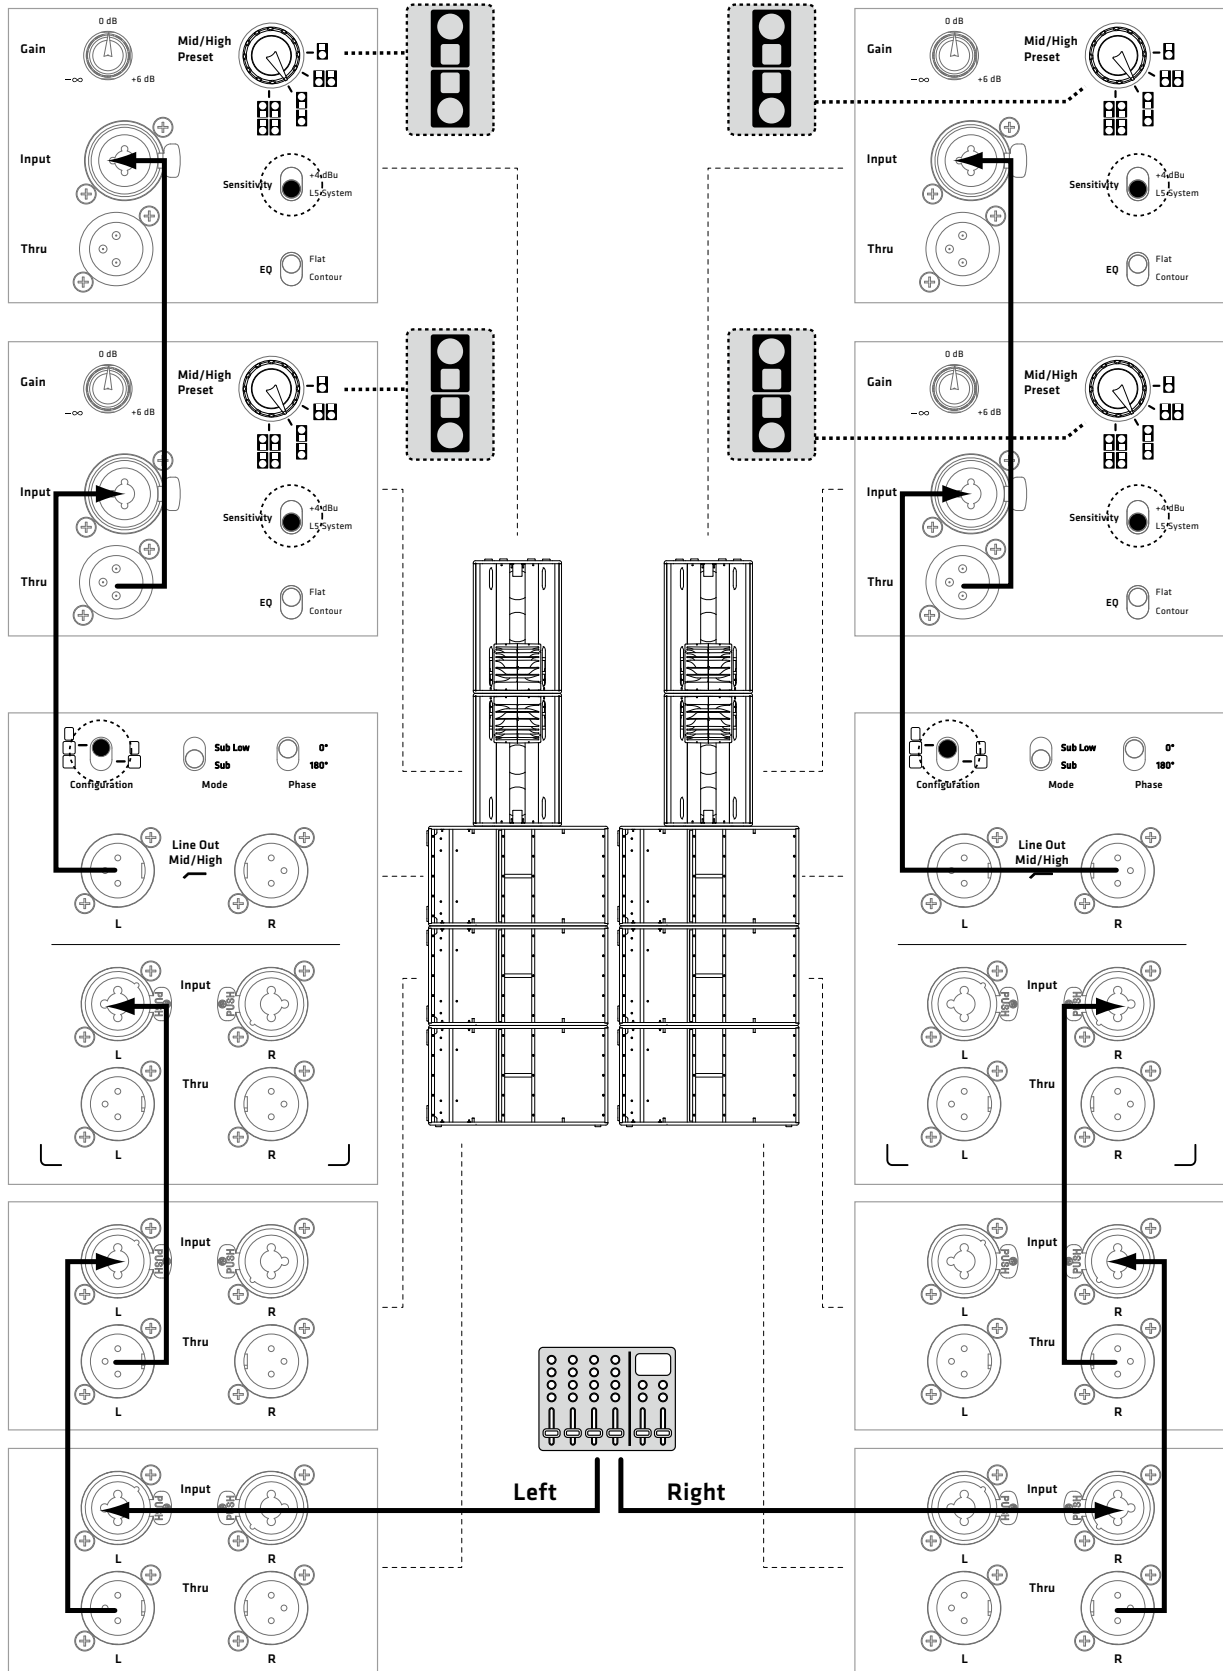 0 dB
Gain
−∞
+6 dB
Mid/High
Preset
Input
Sensitivity
+4 dBu
L5 System
Thru
EQ
Flat
Contour
0 dB
Gain
−∞
+6 dB
Mid/High
Preset
Input
Sensitivity
+4 dBu
L5 System
Thru
EQ
Flat
Contour
0 dB
Gain
−∞
+6 dB
Mid/High
Preset
Input
Sensitivity
+4 dBu
L5 System
Thru
EQ
Flat
Contour
0 dB
Gain
−∞
+6 dB
Mid/High
Preset
Input
Sensitivity
+4 dBu
L5 System
Thru
EQ
Flat
Contour
Configuration
Sub Low
Sub
Mode
0°
180°
Phase
Line Out
Mid/High
L
R
Input
PUSH
PUSH
L
R
Thru
L
R
Configuration
Sub Low
Sub
Mode
0°
180°
Phase
Line Out
Mid/High
L
R
Input
PUSH
PUSH
L
R
Thru
L
R
Input
PUSH
PUSH
L
R
Thru
L
R
Input
PUSH
PUSH
L
R
Thru
L
R
Left
Right
Input
PUSH
PUSH
L
R
Thru
L
R
Input
PUSH
PUSH
L
R
Thru
L
R